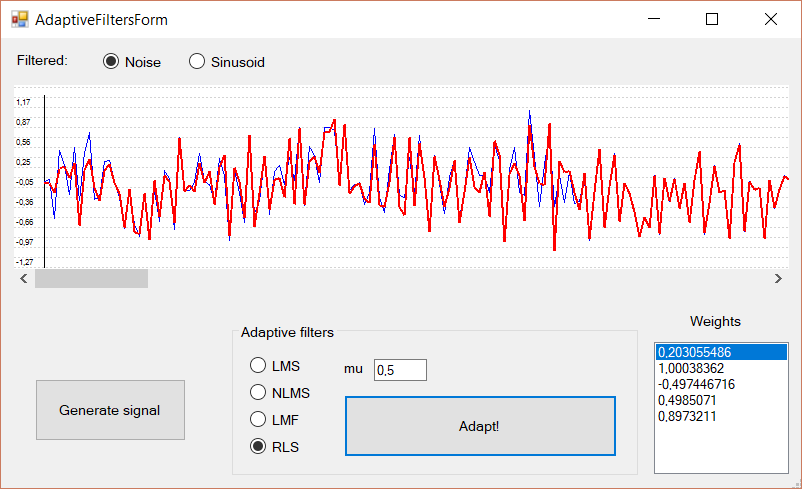 AdaptiveFiltersForm
Filtered: Noise Sinusoid
1,17
0,87
0,56
0,25
-0,05
-0,36
-0,66
-0,97
-1,27
Weights
Adaptive filters
LMS mu 0,5
NLMS
LMF
RLS
Generate signal
Adapt!
0,203055486
1,00038362
-0,497446716
0,4985071
0,8973211